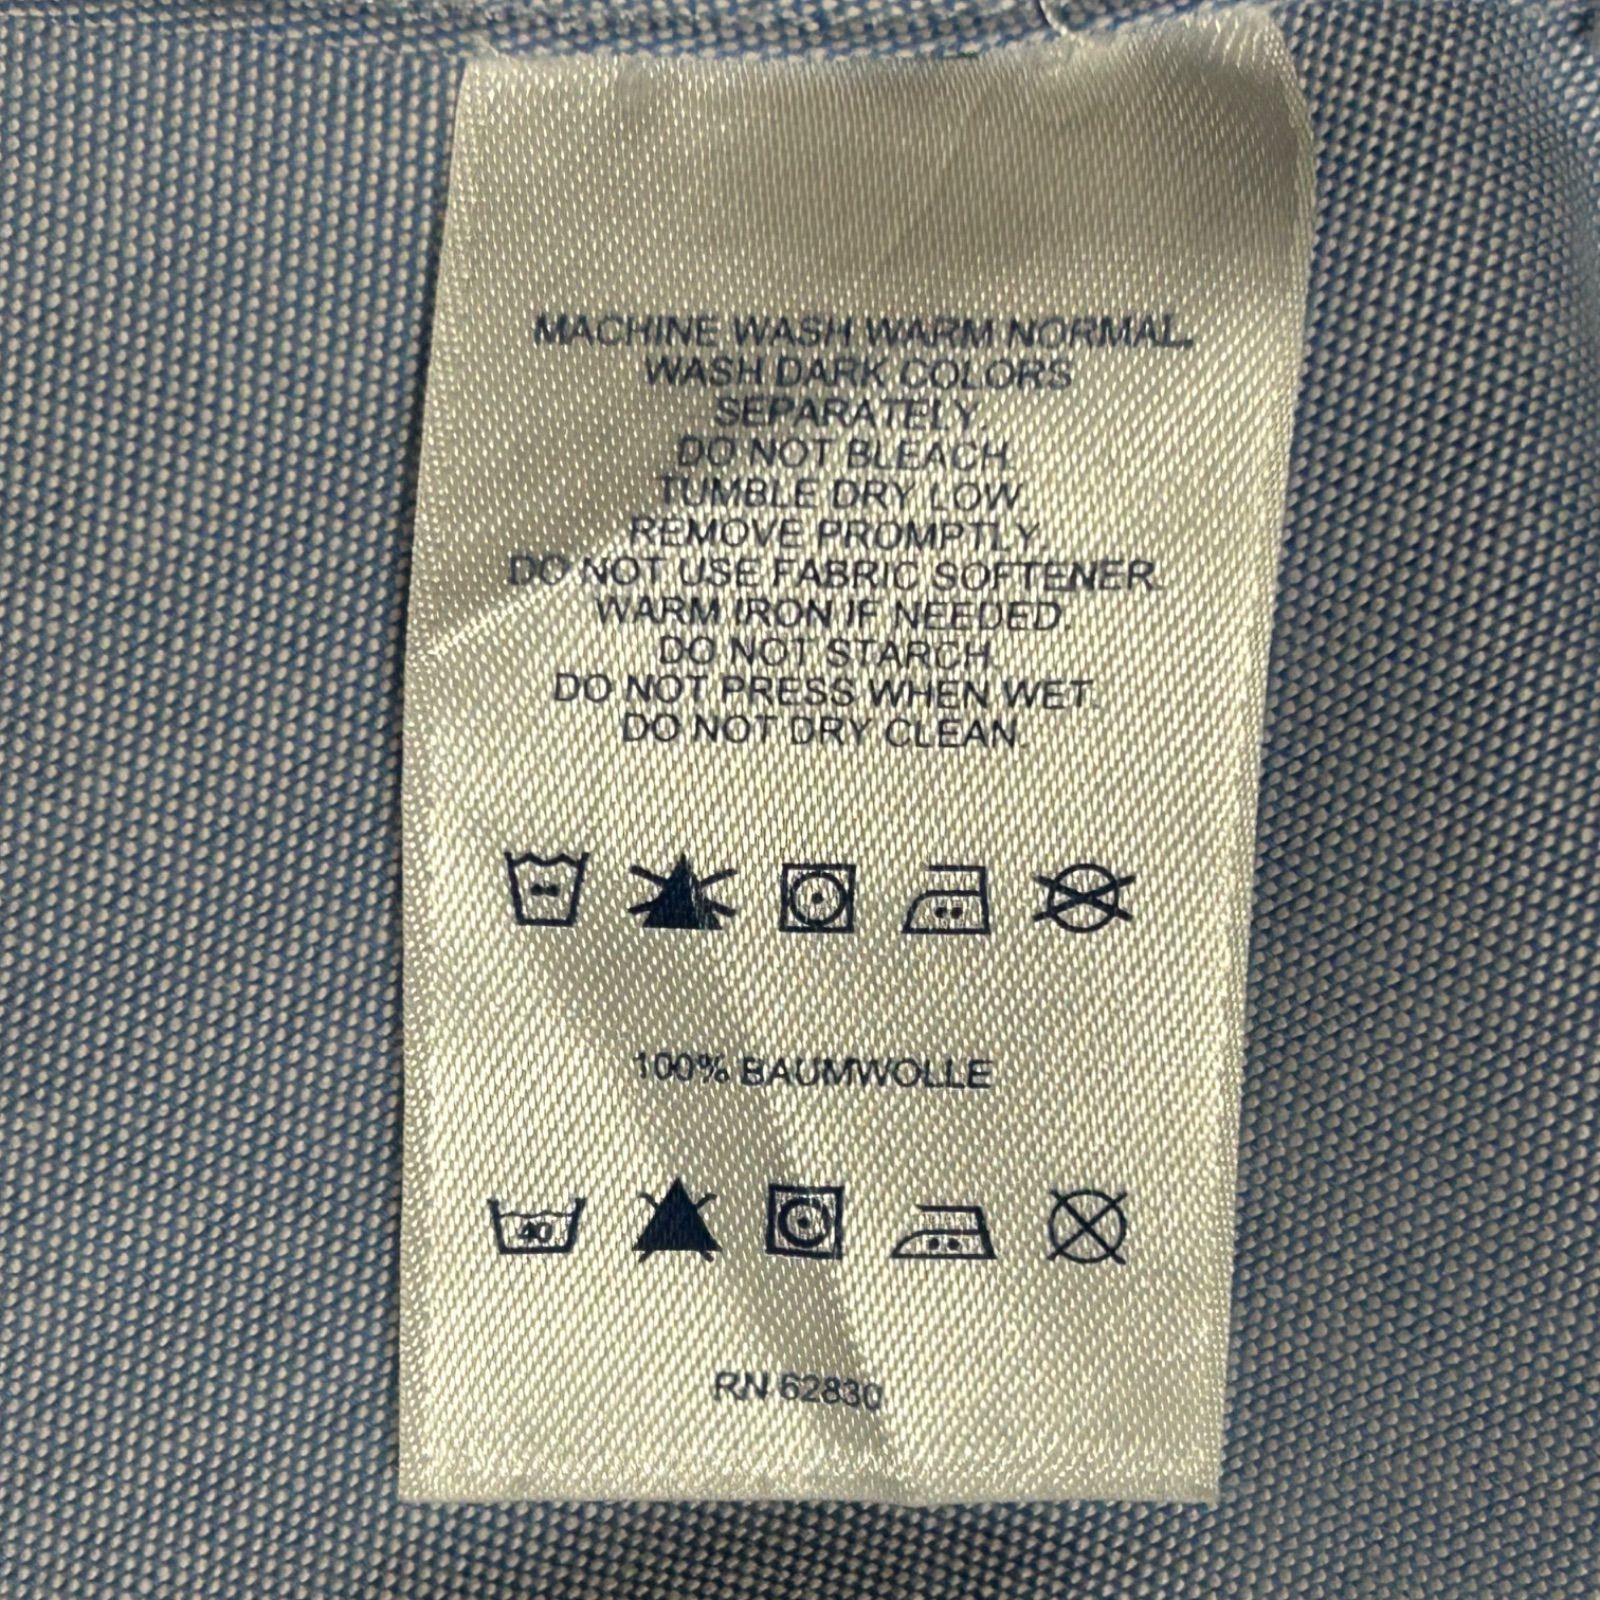 MACHINE WASH WARM NORMAL.
WASH DARK COLORS
SEPARATELY.
DO NOT BLEACH.
TUMBLE DRY LOW.
REMOVE PROMPTLY.
DO NOT USE FABRIC SOFTENER.
WARM IRON IF NEEDED.
DO NOT STARCH.
DO NOT PRESS WHEN WET.
DO NOT DRY CLEAN.
100% BAUMWOLLE
40
RN 62830